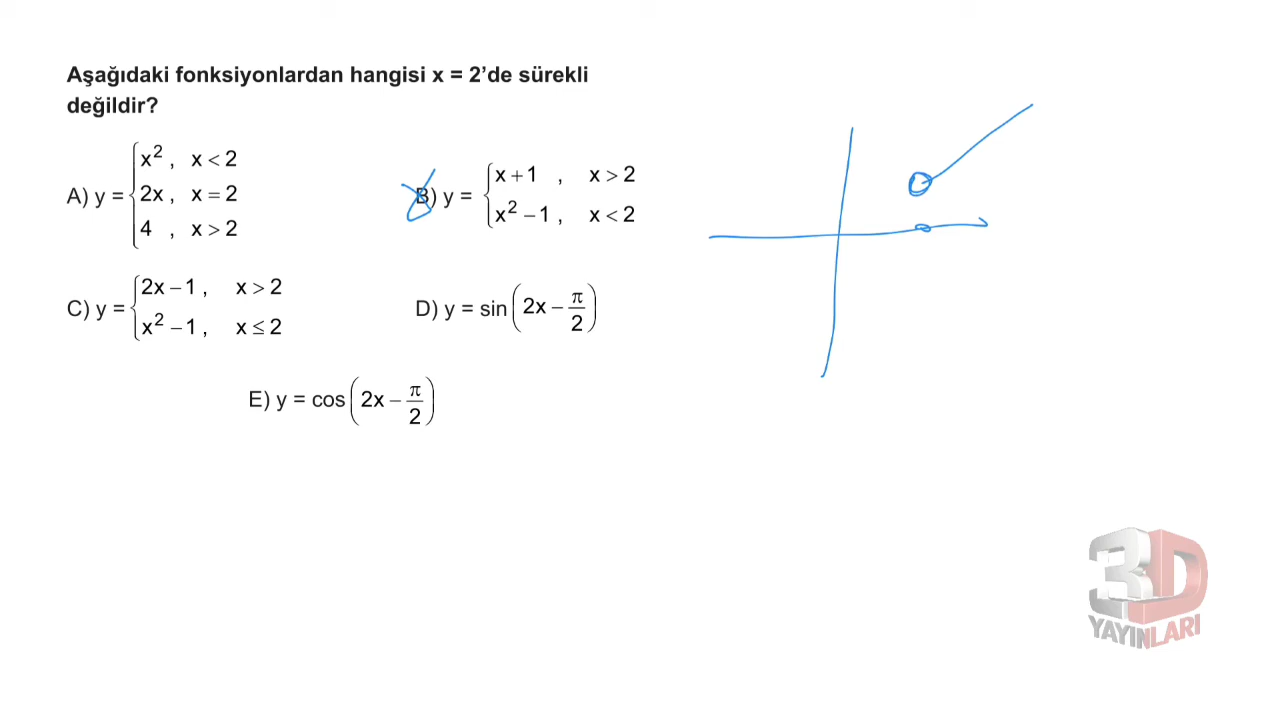 Aşağıdaki fonksiyonlardan hangisi x = 2’de sürekli
değildir?
A) y = { x² , x < 2
2x , x = 2
4 , x > 2
B) y = { x + 1 , x > 2
x² − 1 , x < 2
C) y = { 2x − 1 , x > 2
x² − 1 , x ≤ 2
D) y = sin(2x − π/2)
E) y = cos(2x − π/2)
3D
YAYINLARI